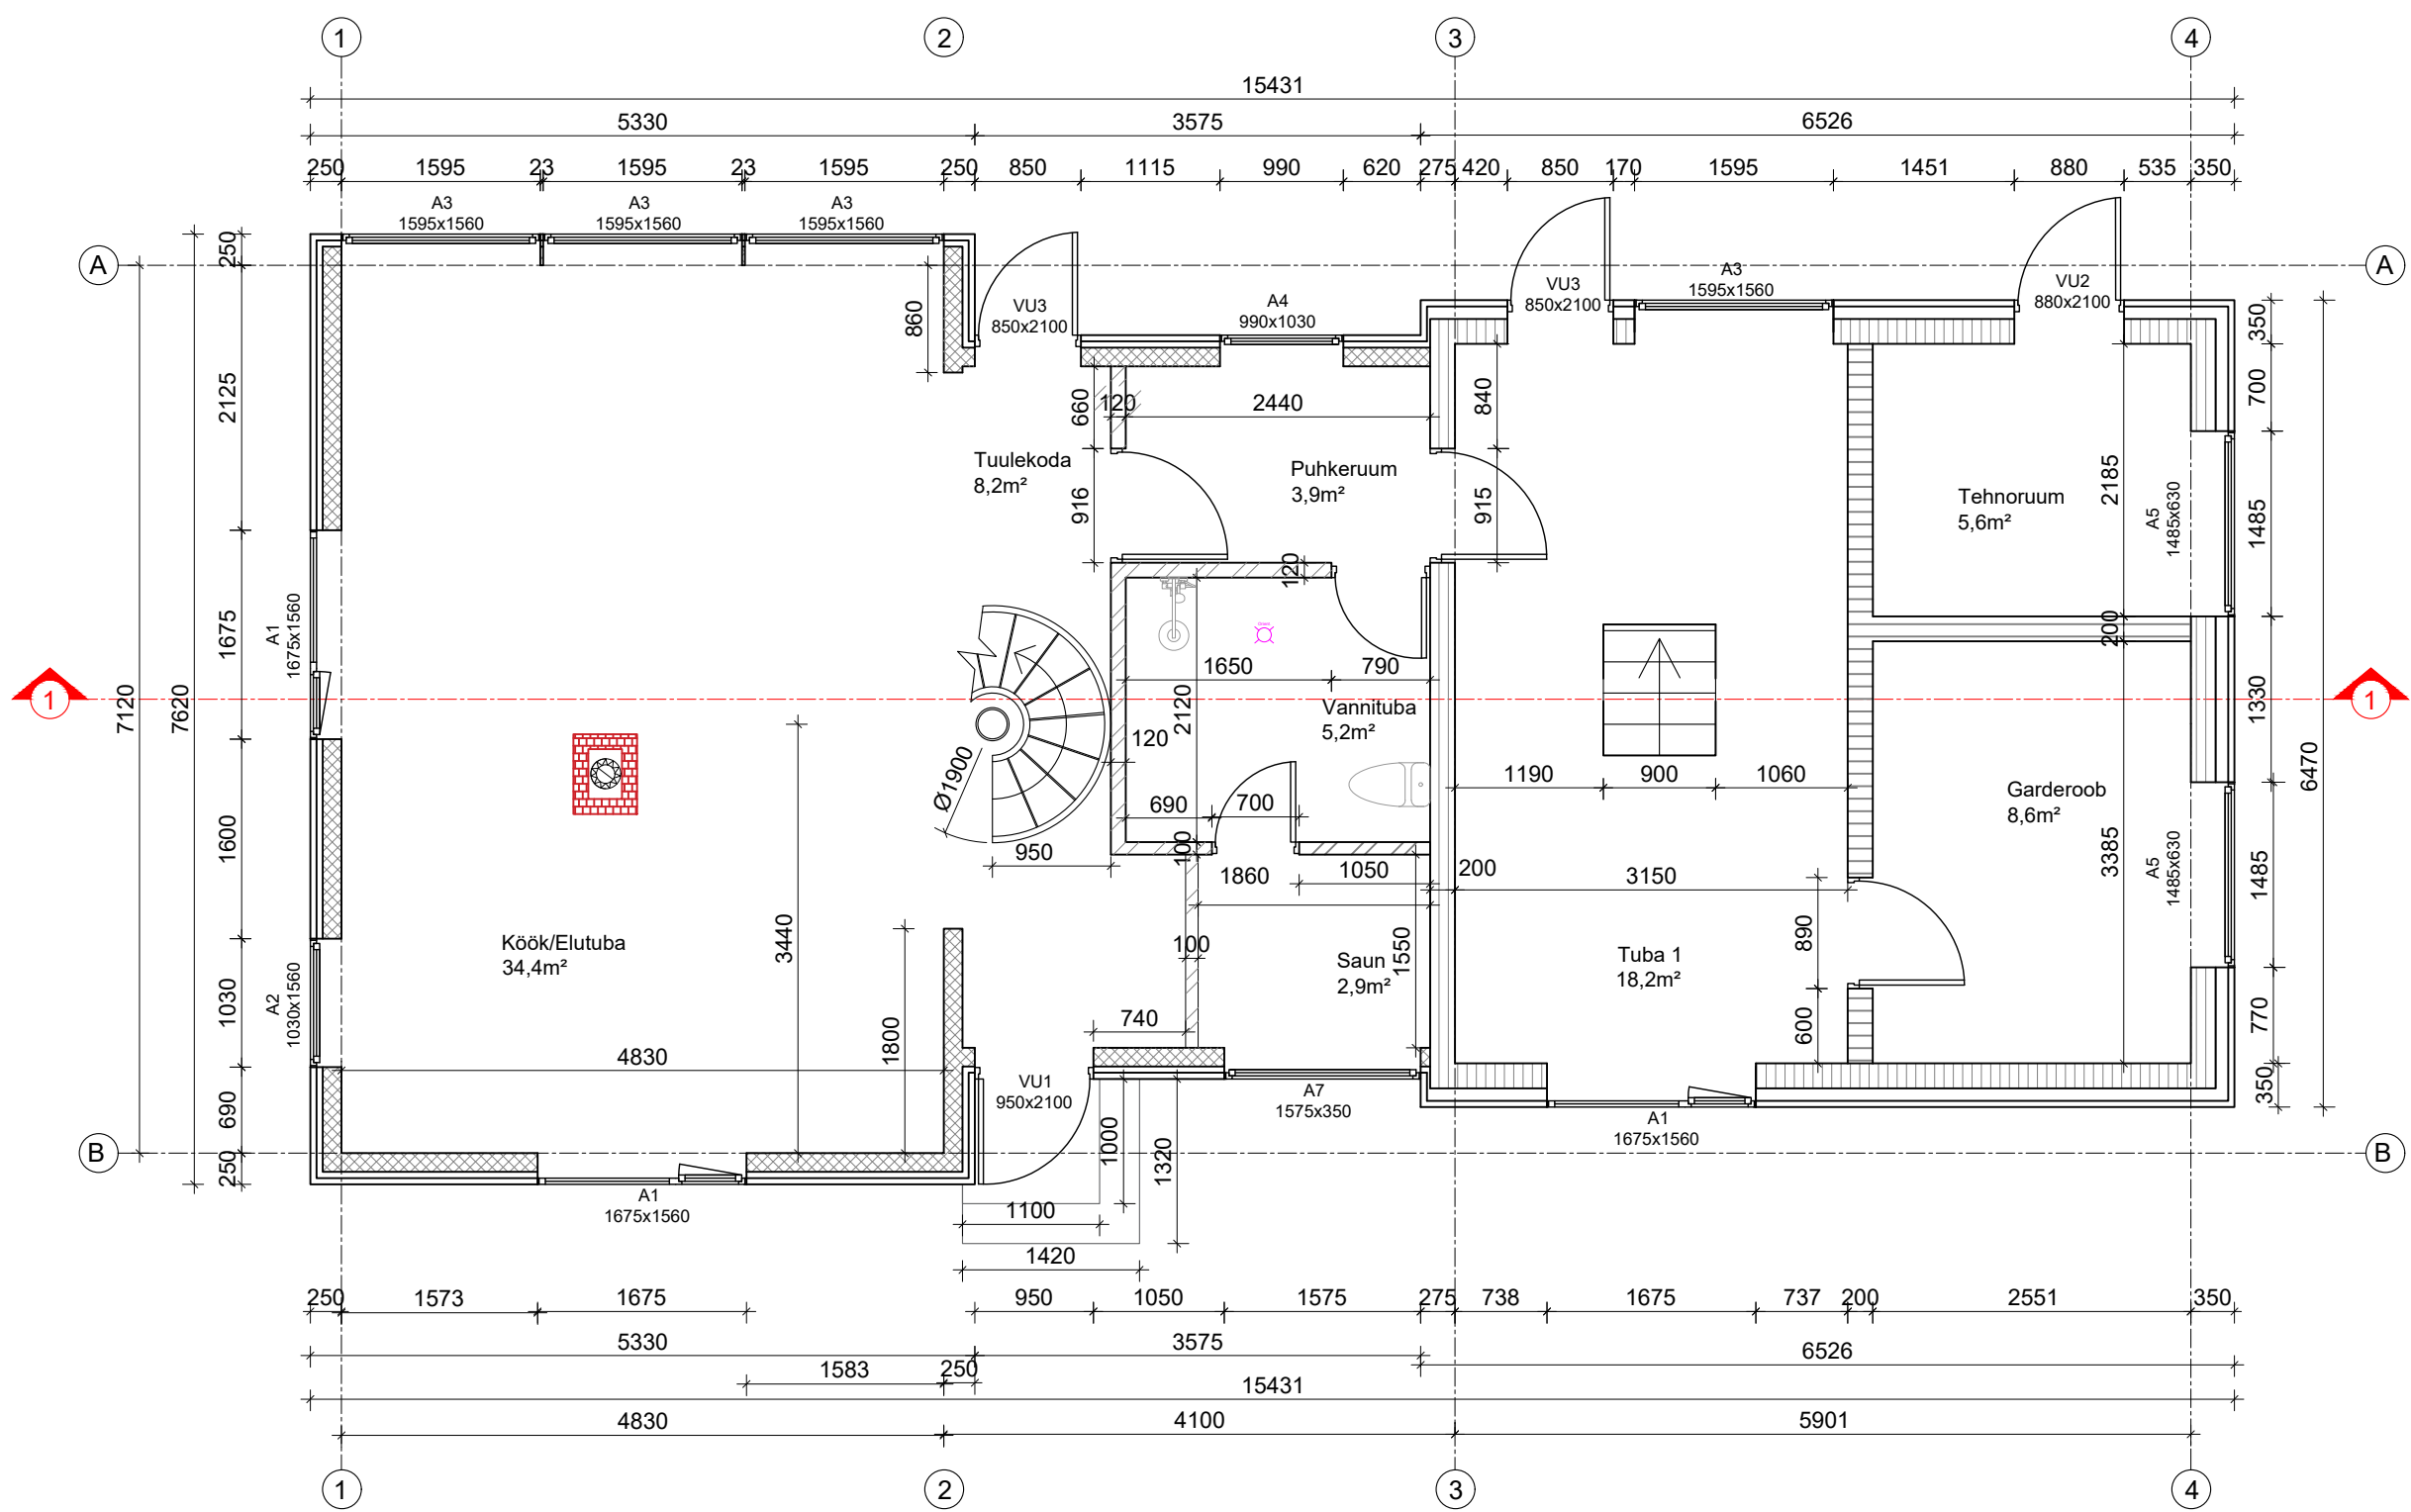 1 2 3 4
15431
5330 3575 6526
250 1595 23 1595 23 1595 250 850 1115 990 620 275 420 850 170 1595 1451 880 535 350
A3
1595x1560
A3
1595x1560
A3
1595x1560
A A
VU3
850x2100
A4
990x1030
VU3
850x2100
A3
1595x1560
VU2
880x2100
250
2125
1675
1600
1030
690
250
7120
7620
A1
1675x1560
A2
1030x1560
860
660
120
2440
840
916
915
Tuulekoda
8,2m²
Puhkeruum
3,9m²
Tehnoruum
5,6m²
2185
A5
1485x630
350
700
1485
1330
1485
770
350
6470
120
200
1650 790
1 1
2120
Vannituba
5,2m²
120
Ø1900
690 700
950
100
1860 1050 200
1190 900 1060
3150
Garderoob
8,6m²
3385
A5
1485x630
Köök/Elutuba
34,4m²
3440
1800
100
740
Saun
2,9m²
1550
Tuba 1
18,2m²
890
600
4830
VU1
950x2100
A7
1575x350
A1
1675x1560
B B
1000
1320
A1
1675x1560
1100
1420
250 1573 1675 950 1050 1575 275 738 1675 737 200 2551 350
5330 3575 6526
1583 250
15431
4830 4100 5901
1 2 3 4